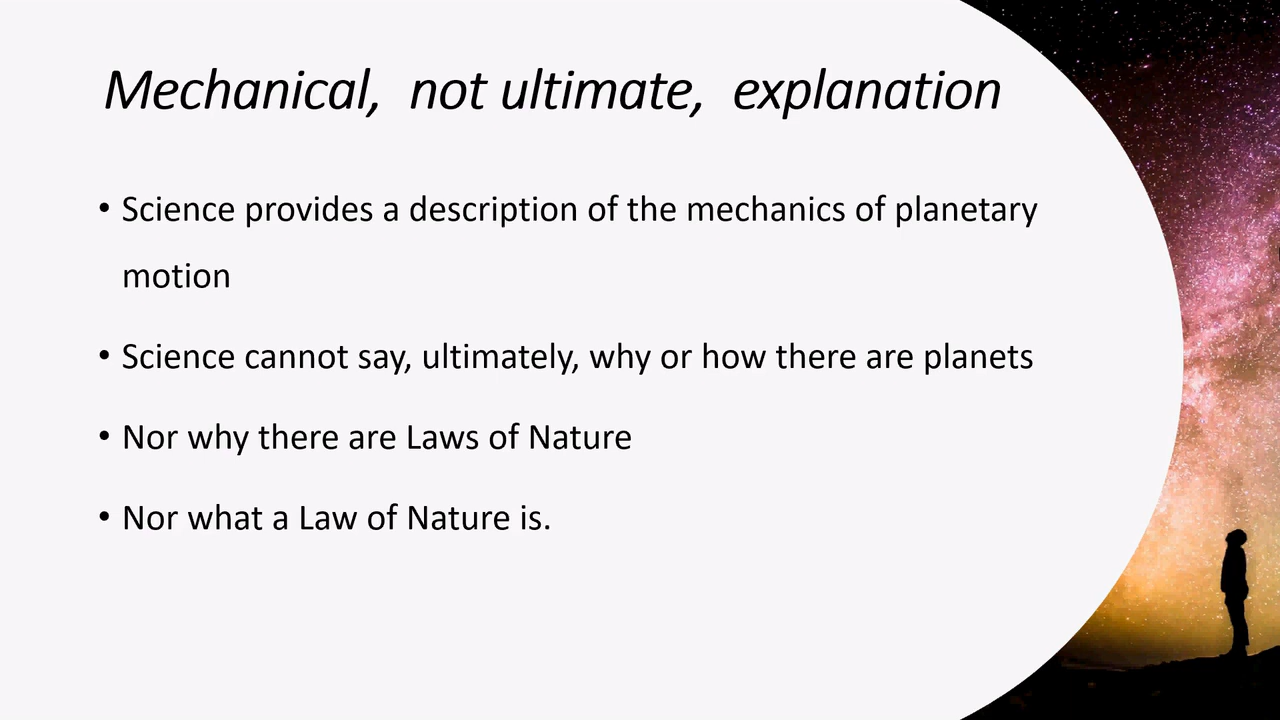 Mechanical, not ultimate, explanation
• Science provides a description of the mechanics of planetary
motion
• Science cannot say, ultimately, why or how there are planets
• Nor why there are Laws of Nature
• Nor what a Law of Nature is.